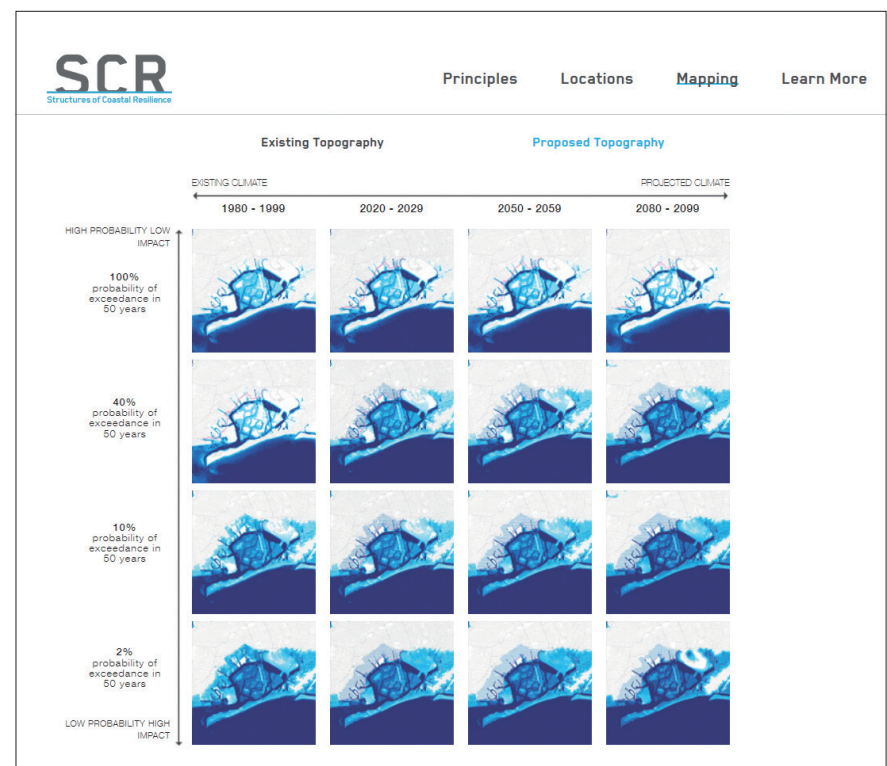 SCR
Structures of Coastal Resilience
Principles Locations Mapping Learn More
Existing Topography Proposed Topography
EXISTING CLIMATE PROJECTED CLIMATE
1980 - 1999 2020 - 2029 2050 - 2059 2080 - 2099
HIGH PROBABILITY LOW
IMPACT
100%
probability of
exceedance in
50 years
40%
probability of
exceedance in
50 years
10%
probability of
exceedance in
50 years
2%
probability of
exceedance in
50 years
LOW PROBABILITY HIGH
IMPACT